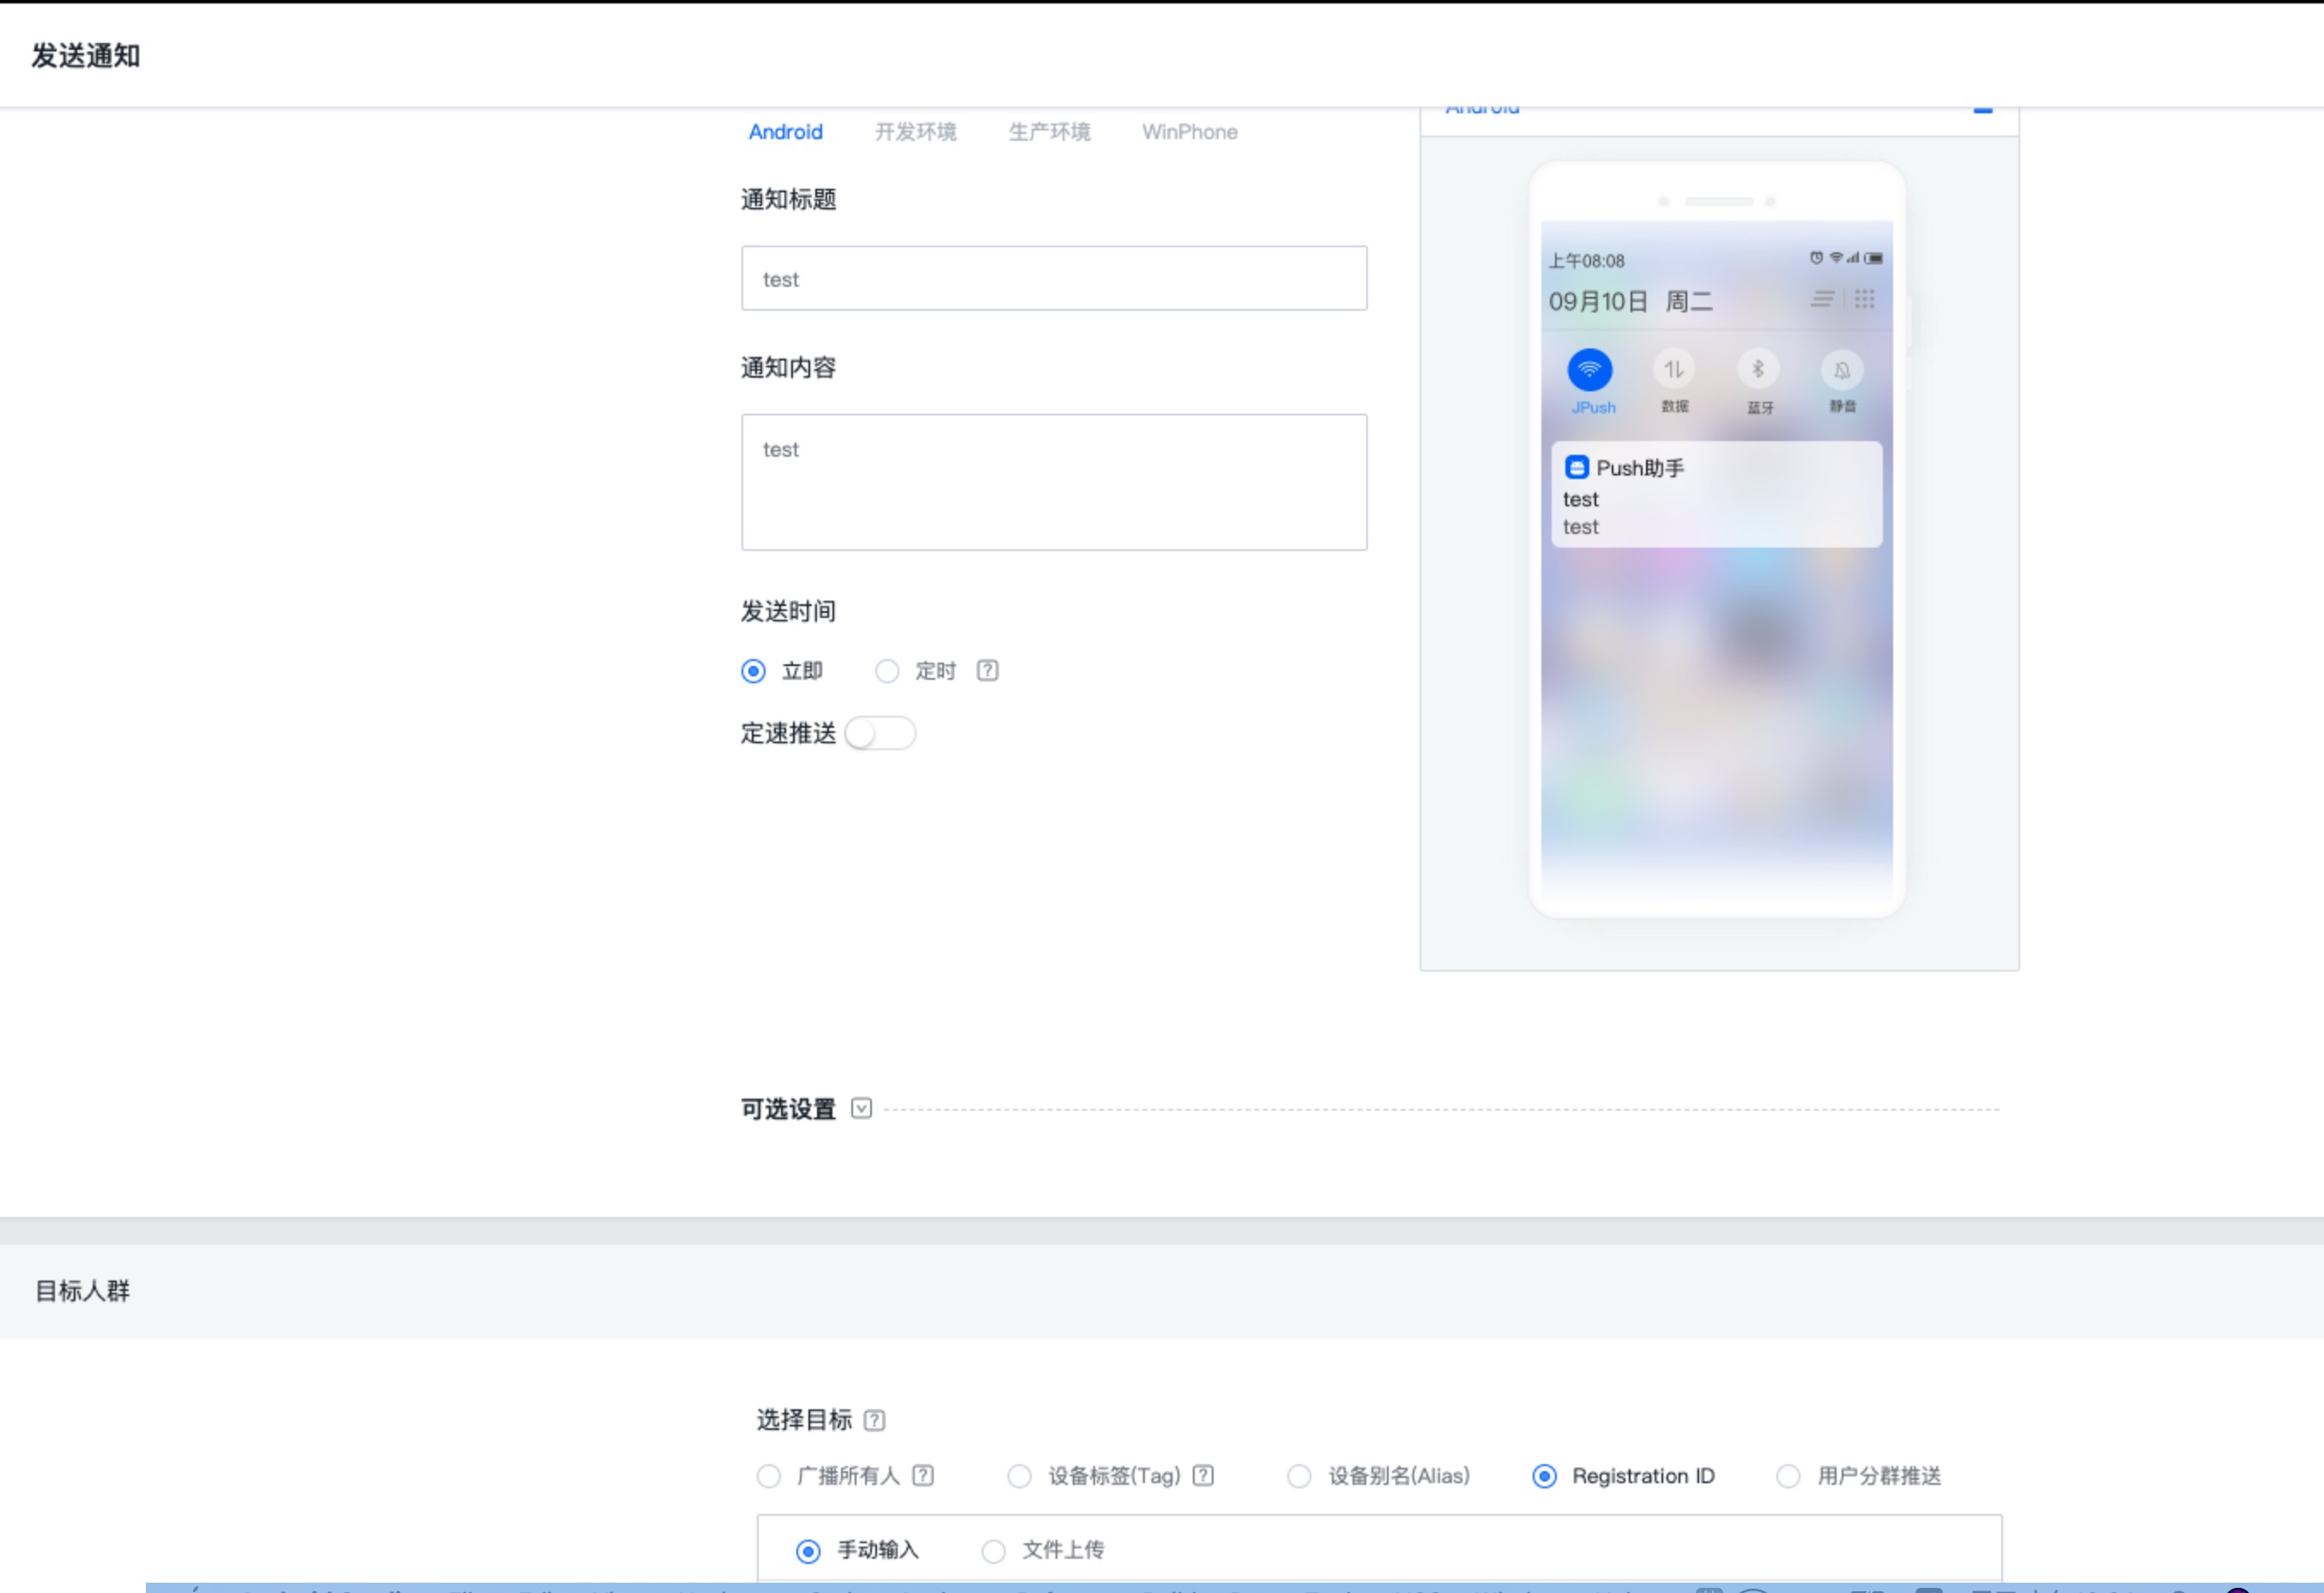 发送通知
Android 开发环境 生产环境 WinPhone
Android
通知标题
test
通知内容
test
发送时间
立即 定时 ?
定速推送
上午08:08
09月10日 周二
JPush 数据 蓝牙 静音
Push助手
test
test
可选设置
目标人群
选择目标 ?
广播所有人 ? 设备标签(Tag) ? 设备别名(Alias) Registration ID 用户分群推送
手动输入 文件上传